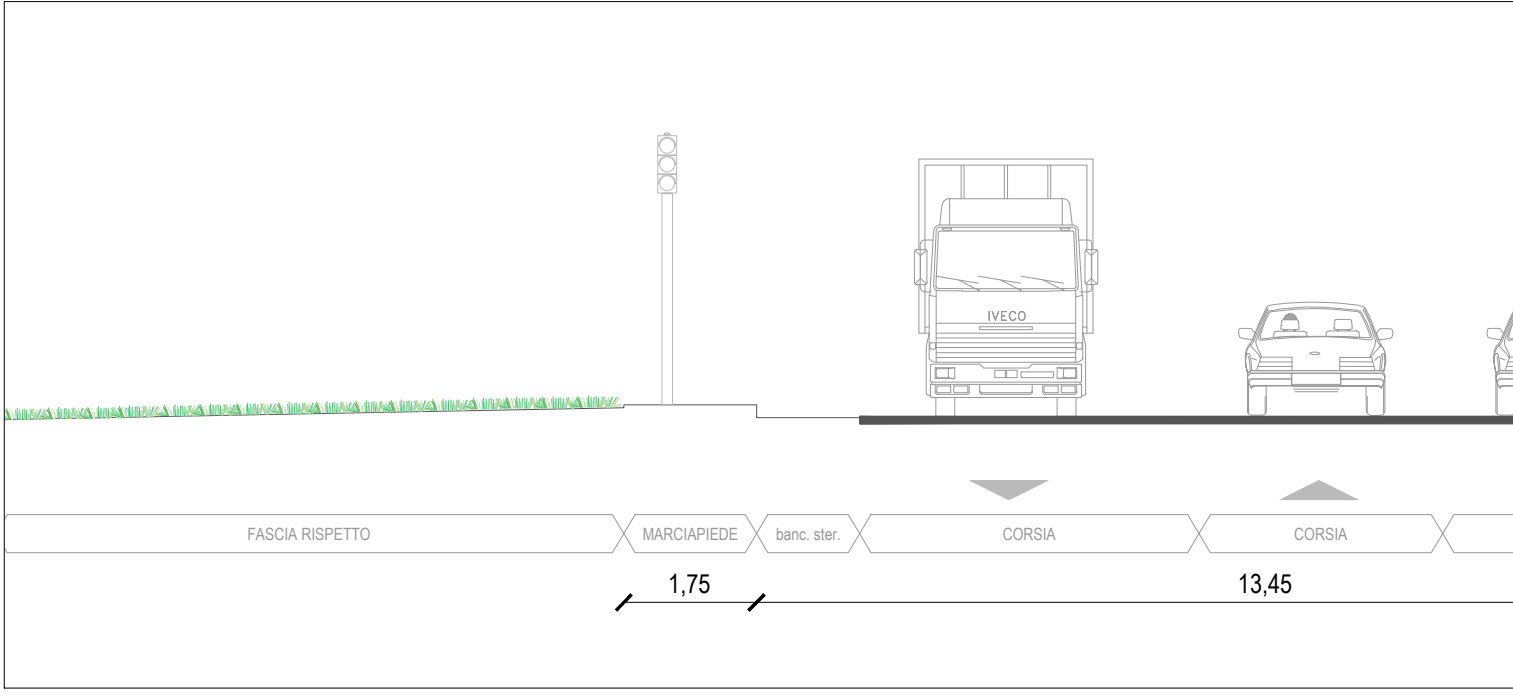 IVECO
FASCIA RISPETTO
MARCIAPIEDE
banc. ster.
CORSIA
CORSIA
1,75
13,45